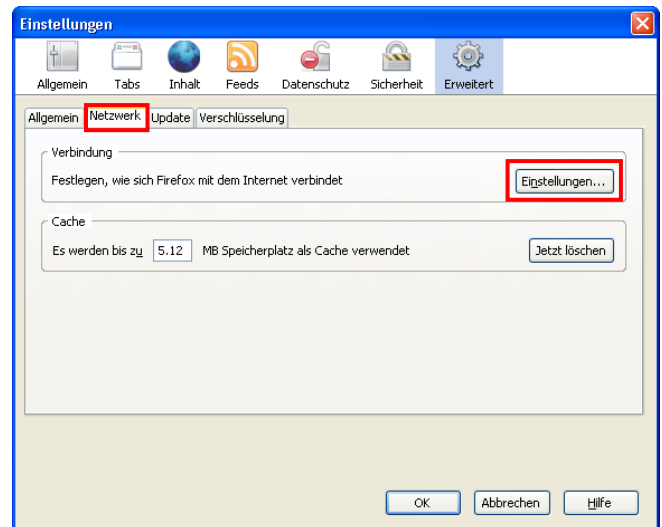 Einstellungen
Allgemein Tabs Inhalt Feeds Datenschutz Sicherheit Erweitert
Allgemein Netzwerk Update Verschlüsselung
Verbindung
Festlegen, wie sich Firefox mit dem Internet verbindet Einstellungen...
Cache
Es werden bis zu 5.12 MB Speicherplatz als Cache verwendet Jetzt löschen
OK Abbrechen Hilfe